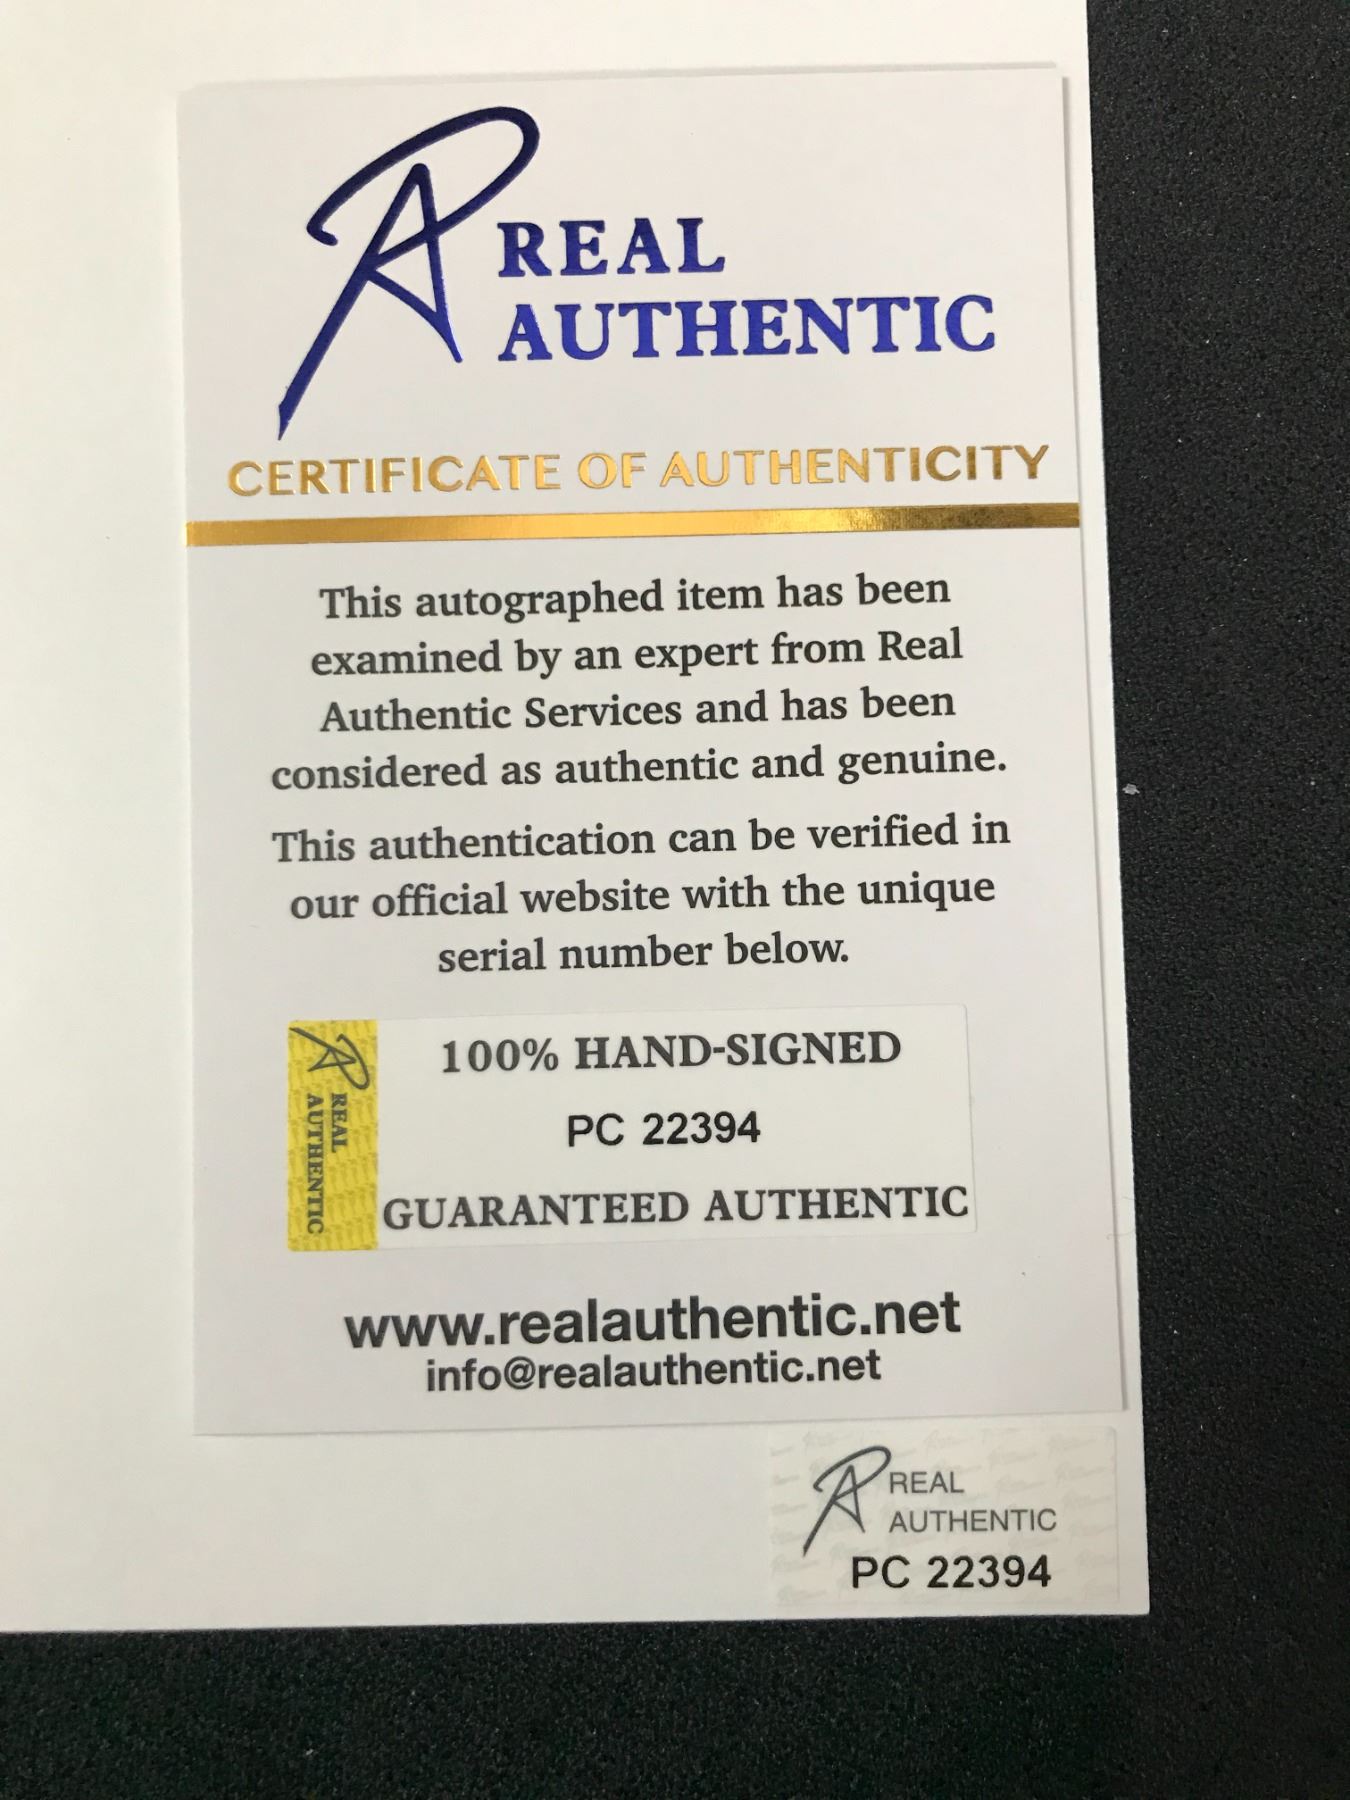 REAL
AUTHENTIC
CERTIFICATE OF AUTHENTICITY
This autographed item has been
examined by an expert from Real
Authentic Services and has been
considered as authentic and genuine.
This authentication can be verified in
our official website with the unique
serial number below.
REAL
AUTHENTIC
100% HAND-SIGNED
PC 22394
GUARANTEED AUTHENTIC
www.realauthentic.net
info@realauthentic.net
REAL
AUTHENTIC
PC 22394